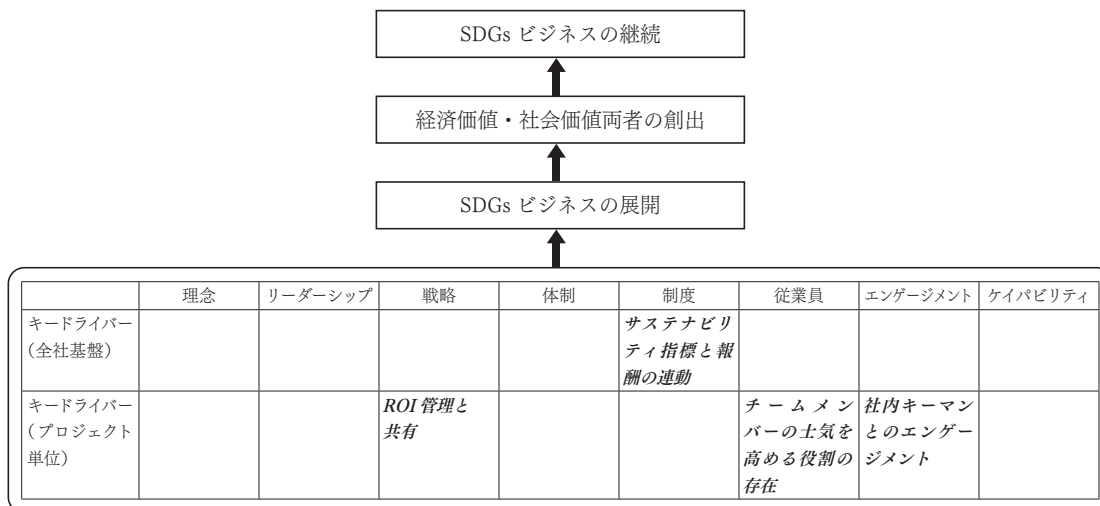 SDGs ビジネスの継続
経済価値・社会価値両者の創出
SDGs ビジネスの展開
理念 リーダーシップ 戦略 体制 制度 従業員 エンゲージメント ケイパビリティ
キードライバー
(全社基盤)
サステナビリ
ティ指標と報
酬の連動
キードライバー
(プロジェクト
単位)
ROI 管理と
共有
チームメン
バーの士気を
高める役割の
存在
社内キーマン
とのエンゲー
ジメント